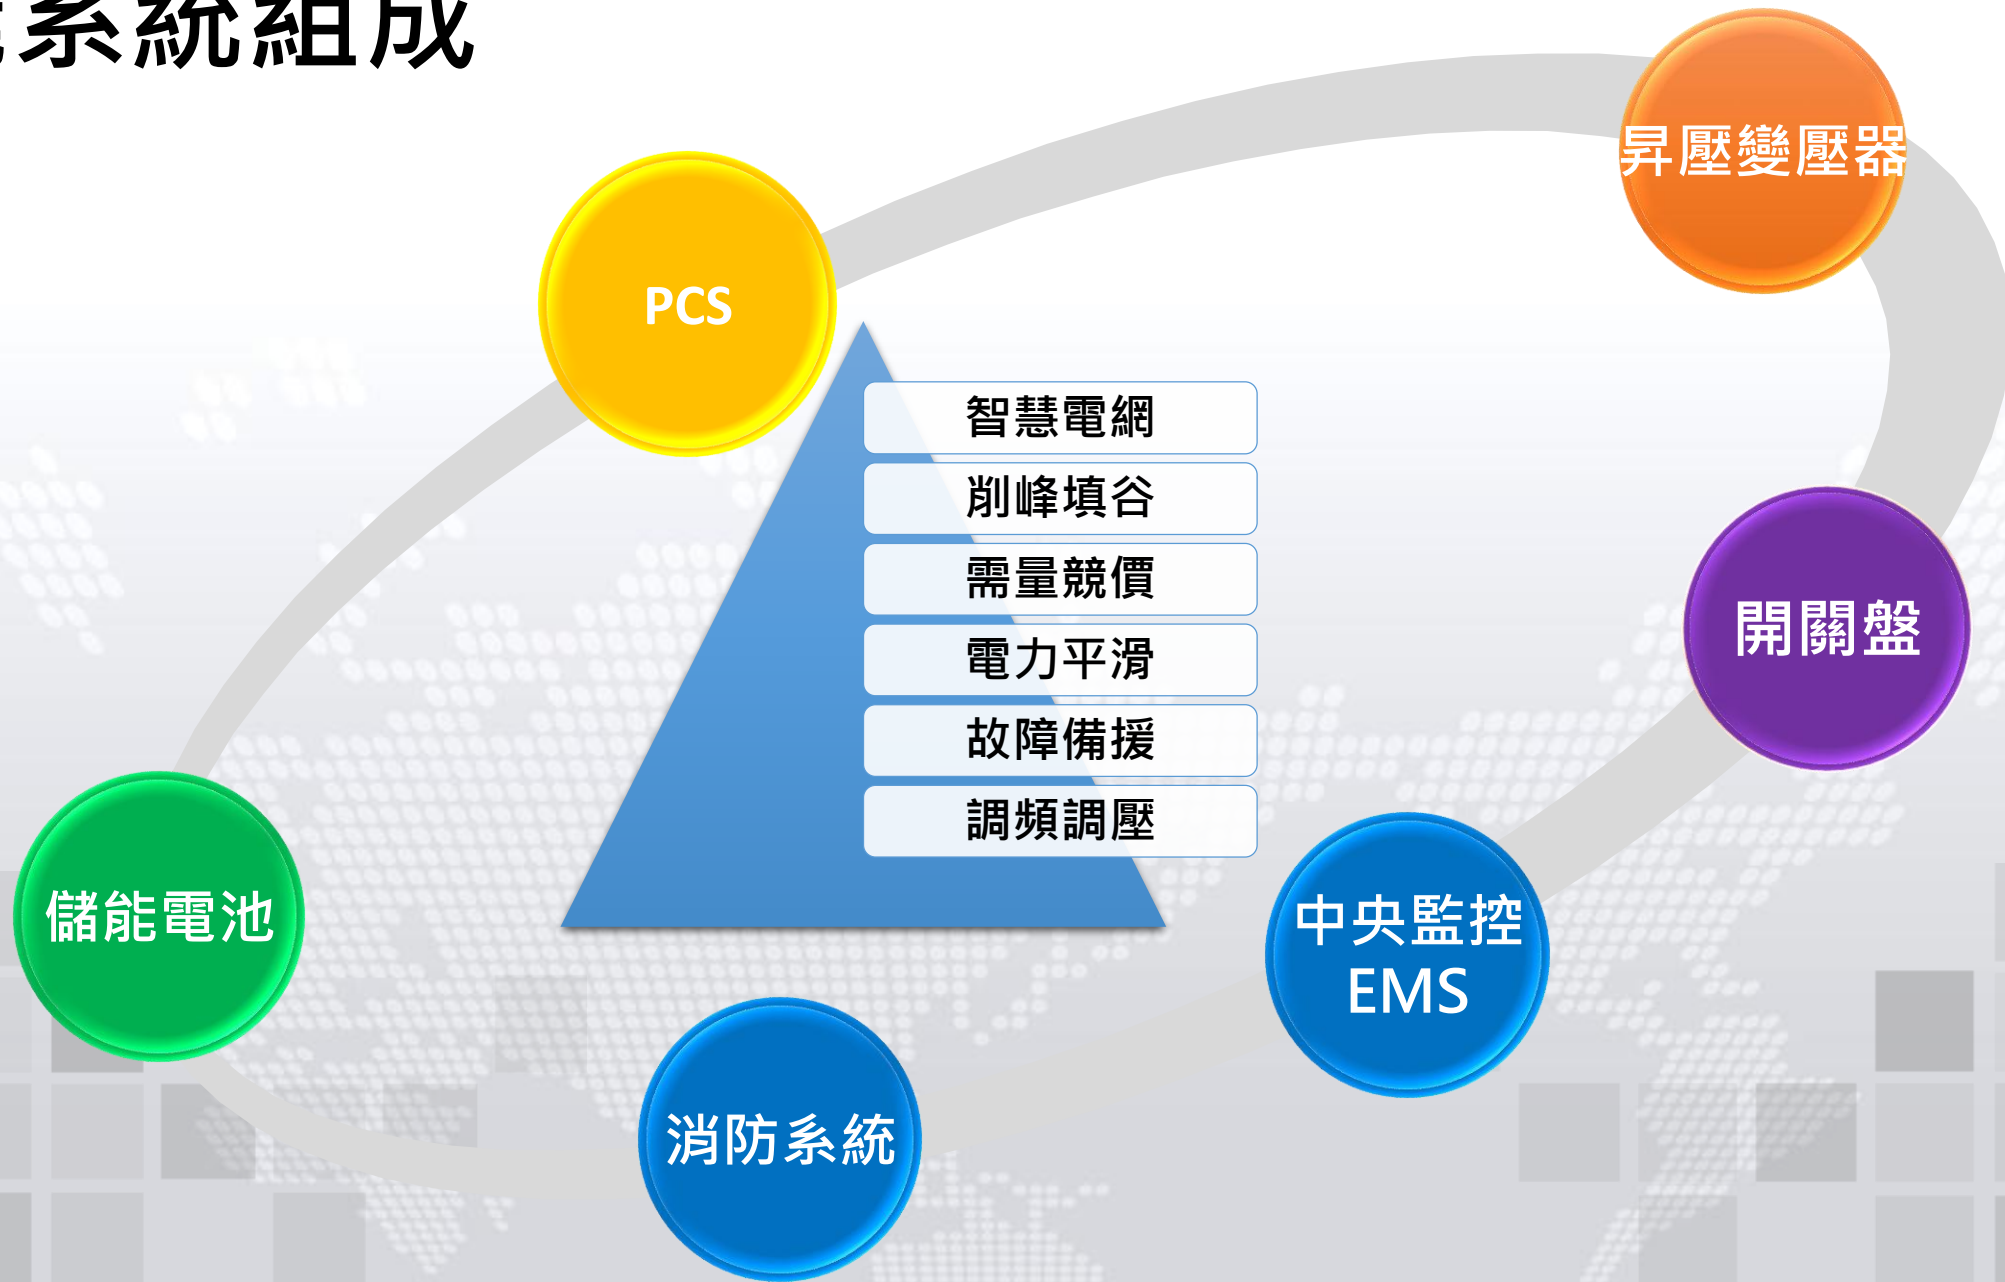 系統組成
昇壓變壓器
PCS
智慧電網
削峰填谷
需量競價
電力平滑
故障備援
調頻調壓
開關盤
儲能電池
中央監控
EMS
消防系統